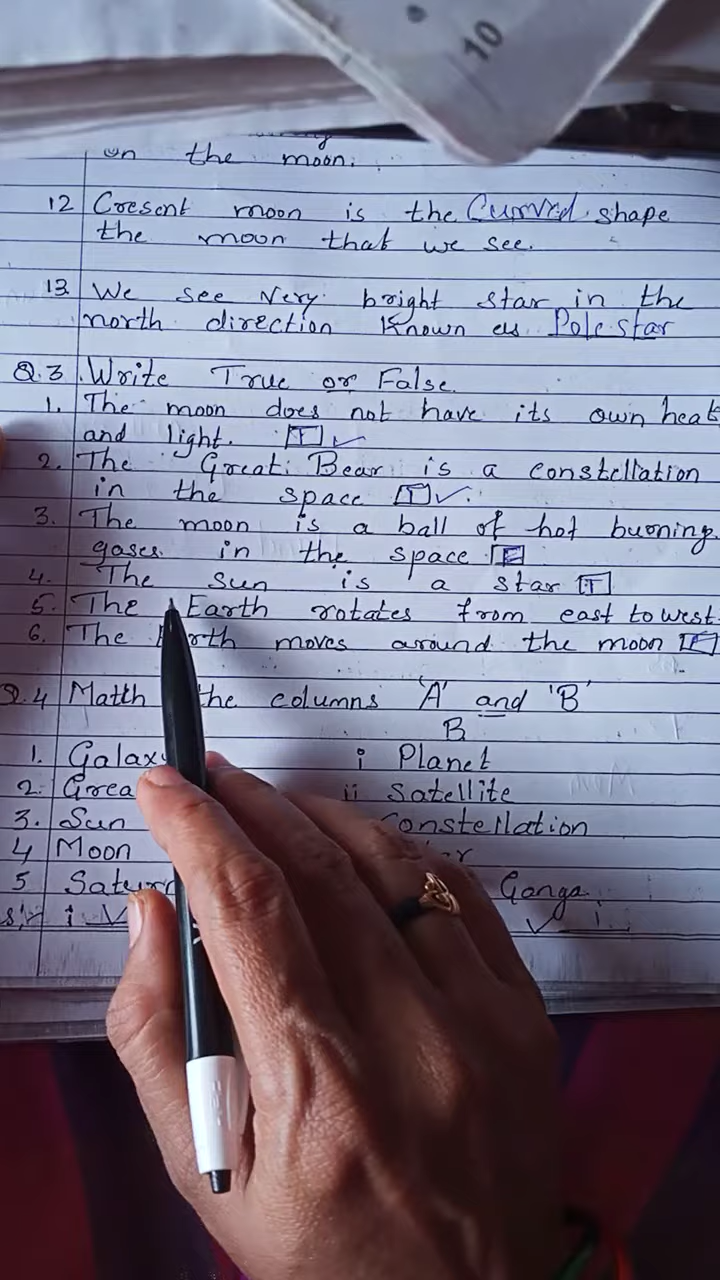 10
on the moon.
12 Cresent moon is the Curved shape
the moon that we see.
13. We see Very bright star in the
north direction Known as Pole star
Q.3 Write True or False.
1. The moon does not have its own heat
and light. T ✓
2. The Great Bear is a constellation
in the space T ✓
3. The moon is a ball of hot burning
gases in the space F
4. The sun is a star T
5. The Earth rotates from east to west.
6. The moves around the moon F
Q.4 Match the columns 'A' and 'B'
B
1. Galaxy i Planet
2. ii Satellite
3. Sun Constellation
4 Moon
5 Ganga
i V